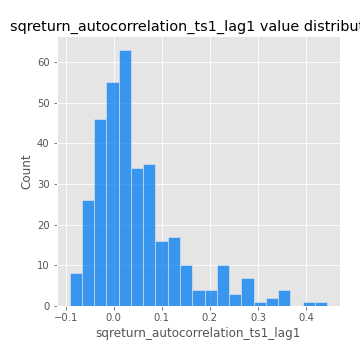 sqreturn_autocorrelation_ts1_lag1 value distribut
60
50
40
30
20
10
0
Count
−0.1 0.0 0.1 0.2 0.3 0.4
sqreturn_autocorrelation_ts1_lag1